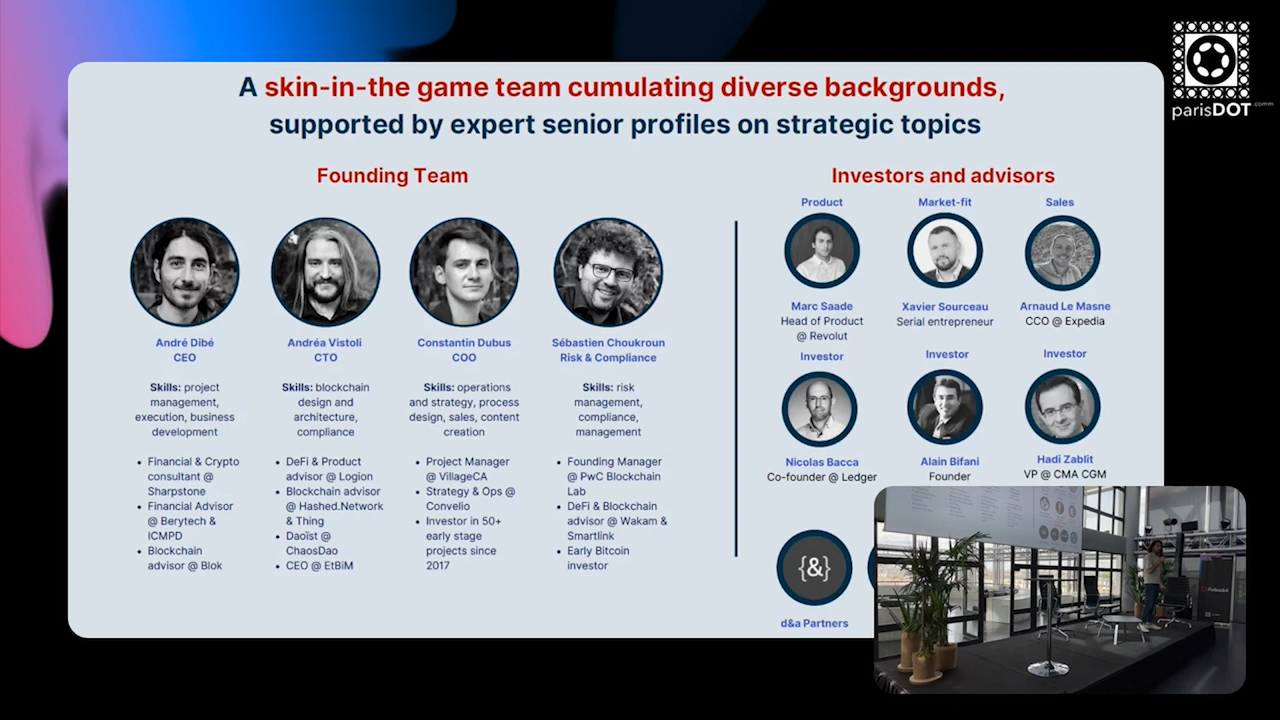 A skin-in-the game team cumulating diverse backgrounds,
supported by expert senior profiles on strategic topics
Founding Team
André Dibé
CEO
Skills: project
management,
execution, business
development
• Financial & Crypto
consultant @
Sharpstone
• Financial Advisor
@ Berytech &
ICMPD
• Blockchain
advisor @ Blok
Andréa Vistoli
CTO
Skills: blockchain
design and
architecture,
compliance
• DeFi & Product
advisor @ Logion
• Blockchain advisor
@ Hashed.Network
& Thing
• Daoïst @
ChaosDao
• CEO @ EtBiM
Constantin Dubus
COO
Skills: operations
and strategy, process
design, sales, content
creation
• Project Manager
@ VillageCA
• Strategy & Ops @
Convelio
• Investor in 50+
early stage
projects since
2017
Sébastien Choukroun
Risk & Compliance
Skills: risk
management,
compliance,
management
• Founding Manager
@ PwC Blockchain
Lab
• DeFi & Blockchain
advisor @ Wakam &
Smartlink
• Early Bitcoin
investor
Investors and advisors
Product
Marc Saade
Head of Product
@ Revolut
Market-fit
Xavier Sourceau
Serial entrepreneur
Sales
Arnaud Le Masne
CCO @ Expedia
Investor
Nicolas Bacca
Co-founder @ Ledger
Investor
Alain Bifani
Founder
Investor
Hadi Zablit
VP @ CMA CGM
{&}
d&a Partners
parisDOT.comm